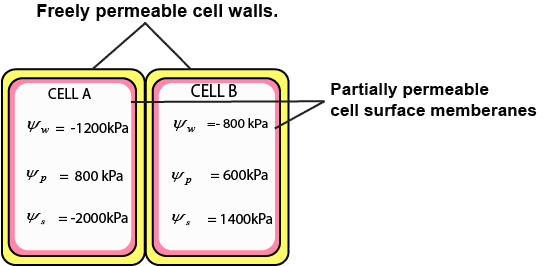 Freely permeable cell walls.
CELL A
CELL B
Partially permeable
cell surface memberanes
ψw = -1200kPa
ψp = 800 kPa
ψs = -2000kPa
ψw =- 800 kPa
ψp = 600kPa
ψs = 1400kPa